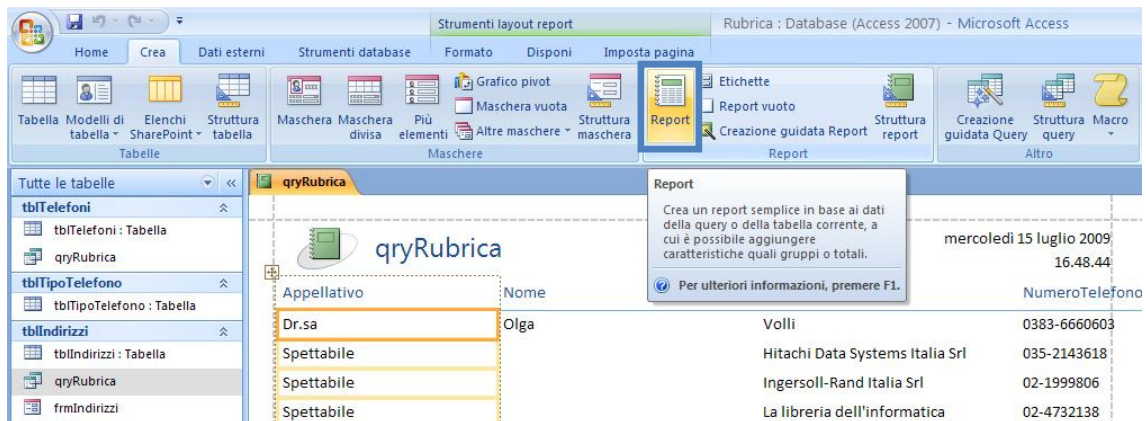 Strumenti layout report
Rubrica : Database (Access 2007) - Microsoft Access
Home Crea Dati esterni Strumenti database Formato Disponi Imposta pagina
Tabella
Modelli di tabella
Elenchi SharePoint
Struttura tabella
Tabelle
Maschera
Maschera divisa
Più elementi
Grafico pivot
Maschera vuota
Altre maschere
Struttura maschera
Maschere
Report
Etichette
Report vuoto
Creazione guidata Report
Struttura report
Report
Creazione guidata Query
Struttura query
Macro
Altro
Tutte le tabelle
tblTelefoni
tblTelefoni : Tabella
qryRubrica
tblTipoTelefono
tblTipoTelefono : Tabella
tblIndirizzi
tblIndirizzi : Tabella
qryRubrica
frmIndirizzi
qryRubrica
Report
Crea un report semplice in base ai dati
della query o della tabella corrente, a
cui è possibile aggiungere
caratteristiche quali gruppi o totali.
Per ulteriori informazioni, premere F1.
qryRubrica
mercoledì 15 luglio 2009
16.48.44
Appellativo Nome NumeroTelefono
Dr.sa Olga Volli 0383-6660603
Spettabile Hitachi Data Systems Italia Srl 035-2143618
Spettabile Ingersoll-Rand Italia Srl 02-1999806
Spettabile La libreria dell'informatica 02-4732138